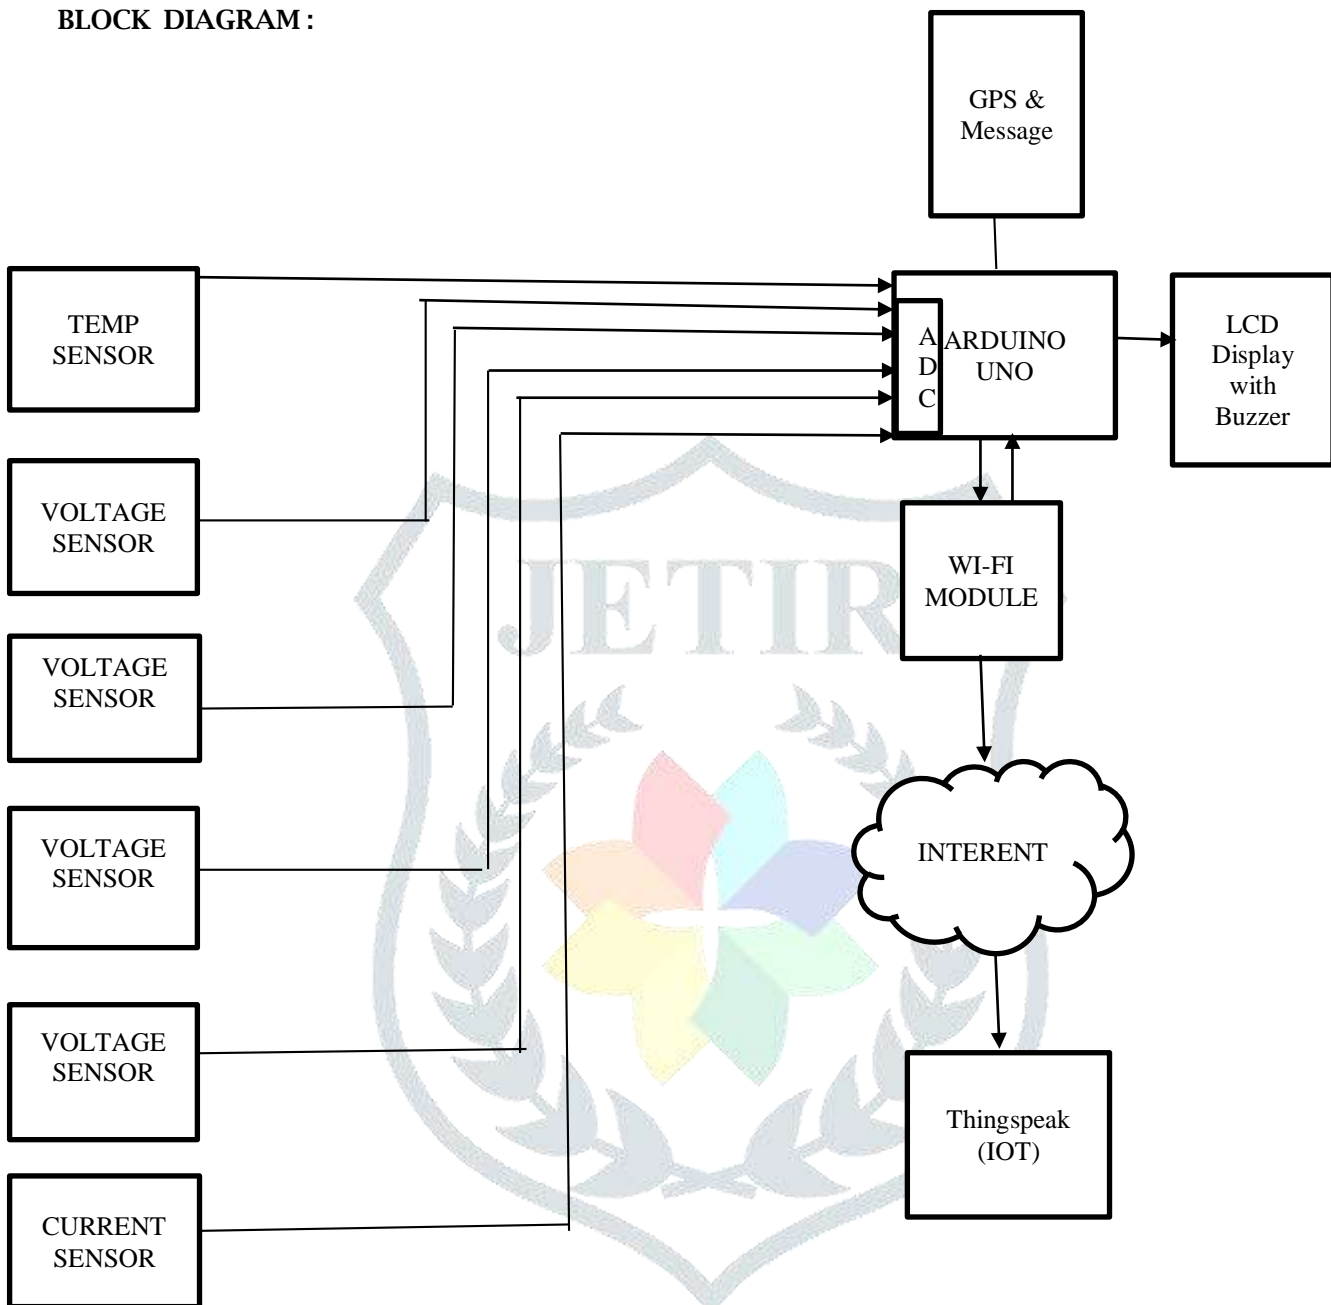 BLOCK DIAGRAM :
GPS &
Message
TEMP
SENSOR
A
D
C
ARDUINO
UNO
LCD
Display
with
Buzzer
VOLTAGE
SENSOR
WI-FI
MODULE
JETIR
VOLTAGE
SENSOR
VOLTAGE
SENSOR
INTERENT
VOLTAGE
SENSOR
Thingspeak
(IOT)
CURRENT
SENSOR